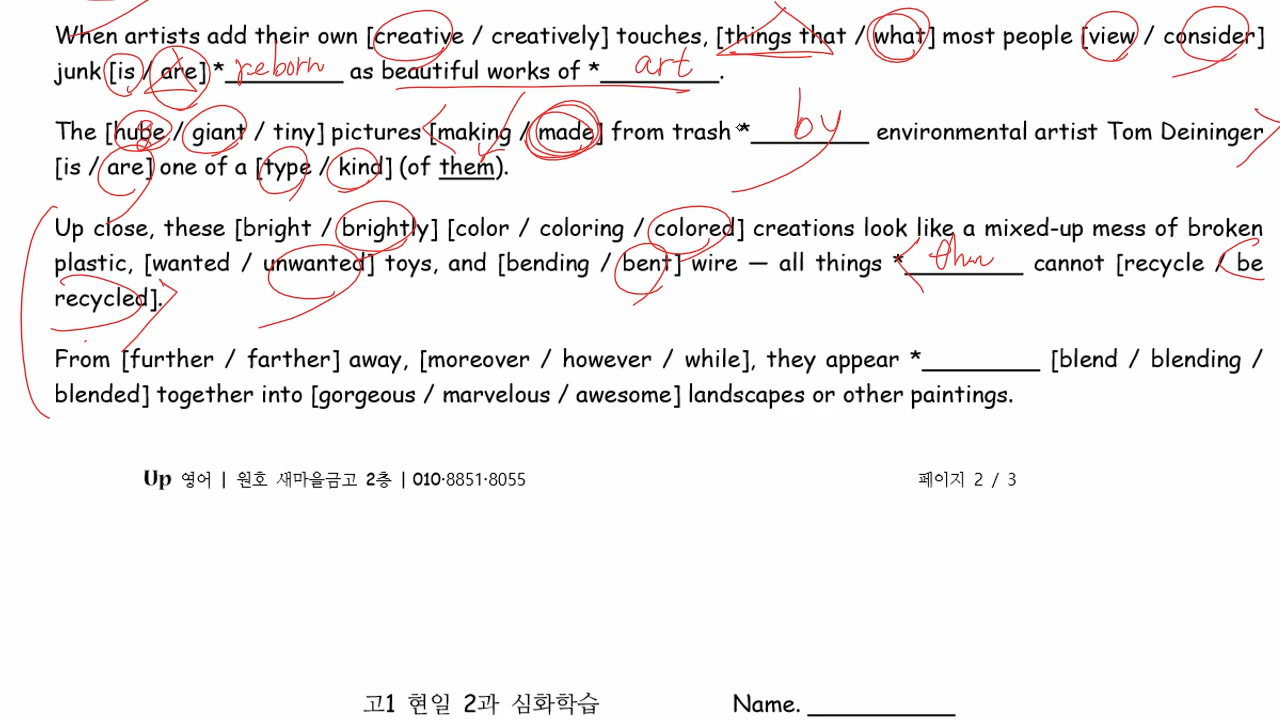 When artists add their own [creative / creatively] touches, [things that / what] most people [view / consider]
junk [is / are] *reborn as beautiful works of *art.
The [hube / giant / tiny] pictures [making / made] from trash *by environmental artist Tom Deininger
[is / are] one of a [type / kind] (of them).
Up close, these [bright / brightly] [color / coloring / colored] creations look like a mixed-up mess of broken
plastic, [wanted / unwanted] toys, and [bending / bent] wire — all things * cannot [recycle / be
recycled].
From [further / farther] away, [moreover / however / while], they appear *__________ [blend / blending /
blended] together into [gorgeous / marvelous / awesome] landscapes or other paintings.
Up 영어 | 원호 새마을금고 2층 | 010·8851·8055
페이지 2 / 3
고1 현일 2과 심화학습 Name. ____________